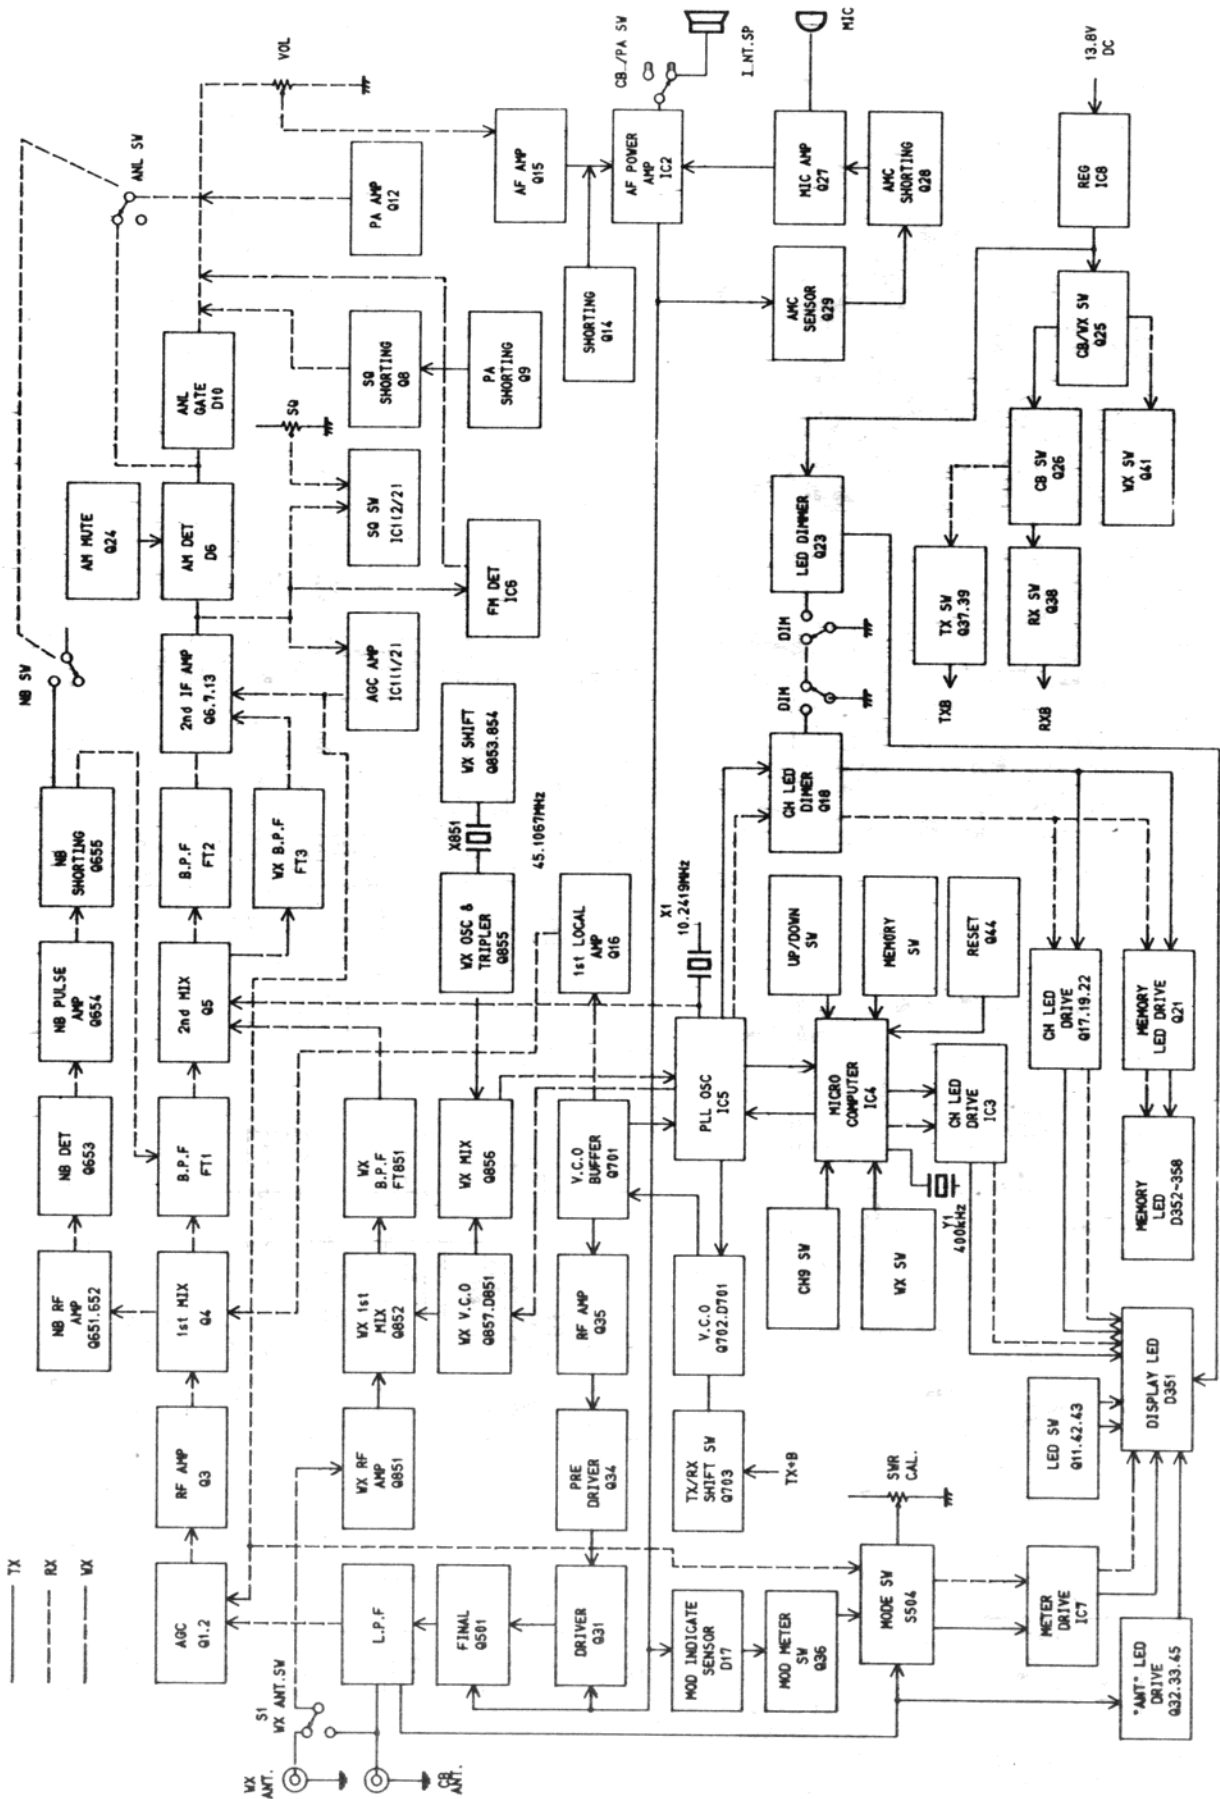 TX
RX
WX
WX
ANT.
S1
WX ANT.SW
CB
ANT.
AGC
Q1.2
RF AMP
Q3
1st MIX
Q4
B.P.F
FT1
2nd MIX
Q5
B.P.F
FT2
WX B.P.F
FT3
2nd IF AMP
Q6.7.13
AM MUTE
Q24
AM DET
D6
ANL
GATE
D10
NB RF
AMP
Q651.652
NB DET
Q653
NB PULSE
AMP
Q654
NB
SHORTING
Q655
NB SW
ANL SW
VOL
L.P.F
WX RF
AMP
Q851
WX 1st
MIX
Q852
WX
B.P.F
FT851
WX V.C.O
Q857.D851
WX MIX
Q856
WX OSC &
TRIPLER
Q855
X851
45.1067MHz
WX SHIFT
Q853.854
AGC AMP
IC1(1/2)
SQ SW
IC1(2/2)
SQ
FM DET
IC6
SQ
SHORTING
Q8
PA
SHORTING
Q9
PA AMP
Q12
AF AMP
Q15
SHORTING
Q14
AF POWER
AMP IC2
CB./PA SW
I_NT.SP
MIC AMP
Q27
MIC
AMC
SHORTING
Q28
AMC
SENSOR
Q29
FINAL
Q501
DRIVER
Q31
PRE
DRIVER
Q34
RF AMP
Q35
V.C.O
BUFFER
Q701
1st LOCAL
AMP
Q16
TX/RX
SHIFT SW
Q703
TX+B
V.C.O
Q702.D701
PLL OSC
IC5
X1
10.2419MHz
MOD INDICATE
SENSOR
D17
MOD METER
SW
Q36
MODE SW
S504
SWR
CAL.
METER
DRIVE
IC7
"ANT" LED
DRIVE
Q32.33.45
CH9 SW
WX SW
MICRO
COMPUTER
IC4
UP/DOWN
SW
MEMORY
SW
RESET
Q44
Y1
400kHz
CH LED
DRIVE
IC3
CH LED
DIMER
Q18
DIM
DIM
LED DIMMER
Q23
REG
IC8
13.8V
DC
CB/WX SW
Q25
CB SW
Q26
WX SW
Q41
TX SW
Q37.39
RX SW
Q38
TXB
RXB
LED SW
Q11.42.43
DISPLAY LED
D351
CH LED
DRIVE
Q17.19.22
MEMORY
LED DRIVE
Q21
MEMORY
LED
D352~358